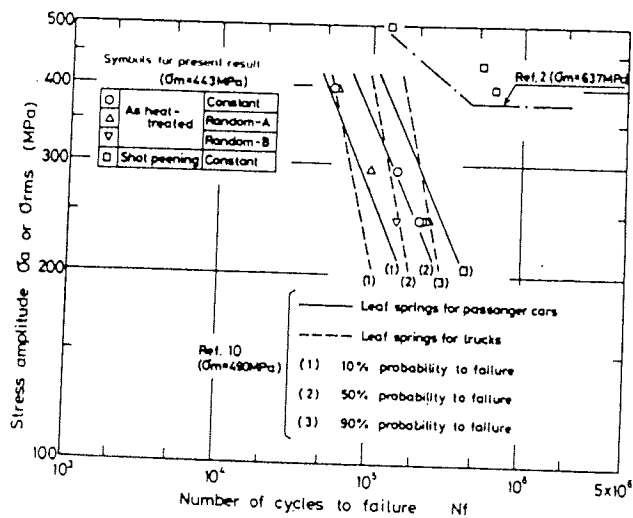 500
400
300
200
100
Stress amplitude σa or σrms (MPa)
Symbols for present result
(σm=443MPa)
○ As heat-treated Constant
△ Random-A
▽ Random-B
□ Shot peening Constant
Ref. 2 (σm=637MPa)
(1) (2) (3)
(1) (2) (3)
Ref. 10
(σm=490MPa)
Leaf springs for passanger cars
Leaf springs for trucks
(1) 10% probability to failure
(2) 50% probability to failure
(3) 90% probability to failure
10³ 10⁴ 10⁵ 10⁶ 5x10⁶
Number of cycles to failure Nf